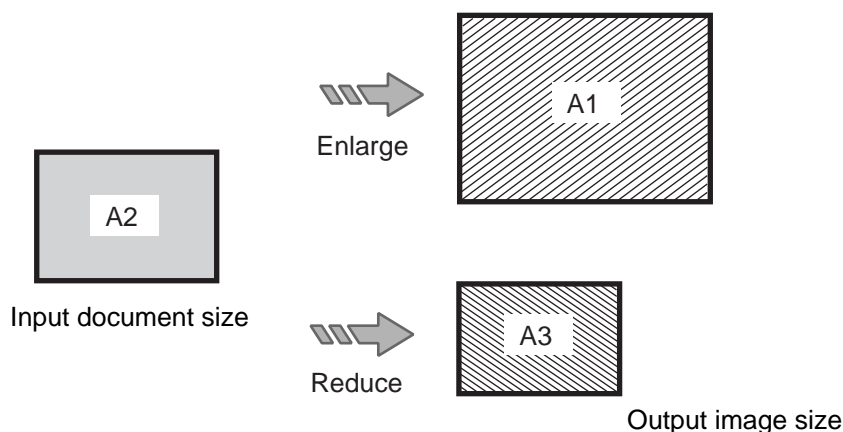 A2
Input document size
Enlarge
A1
Reduce
A3
Output image size